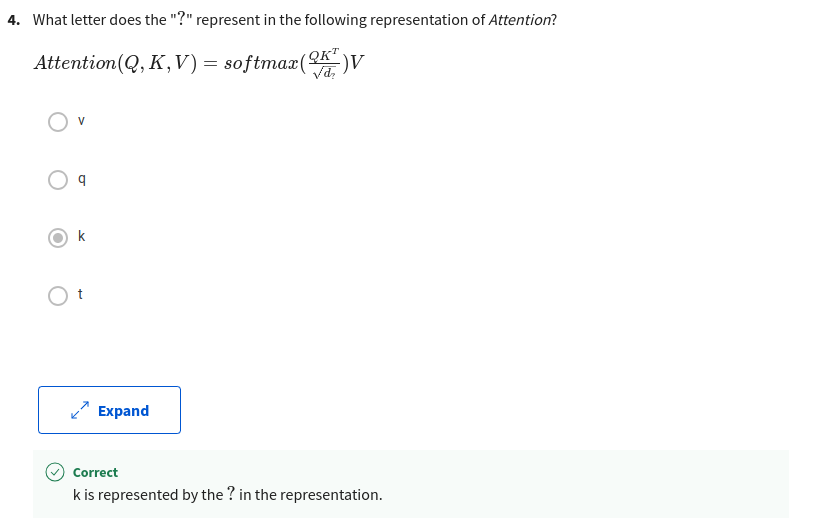 4. What letter does the "?" represent in the following representation of Attention?
Attention(Q, K, V) = softmax(\frac{QK^T}{\sqrt{d_?}})V
v
q
k
t
Expand
Correct
k is represented by the ? in the representation.